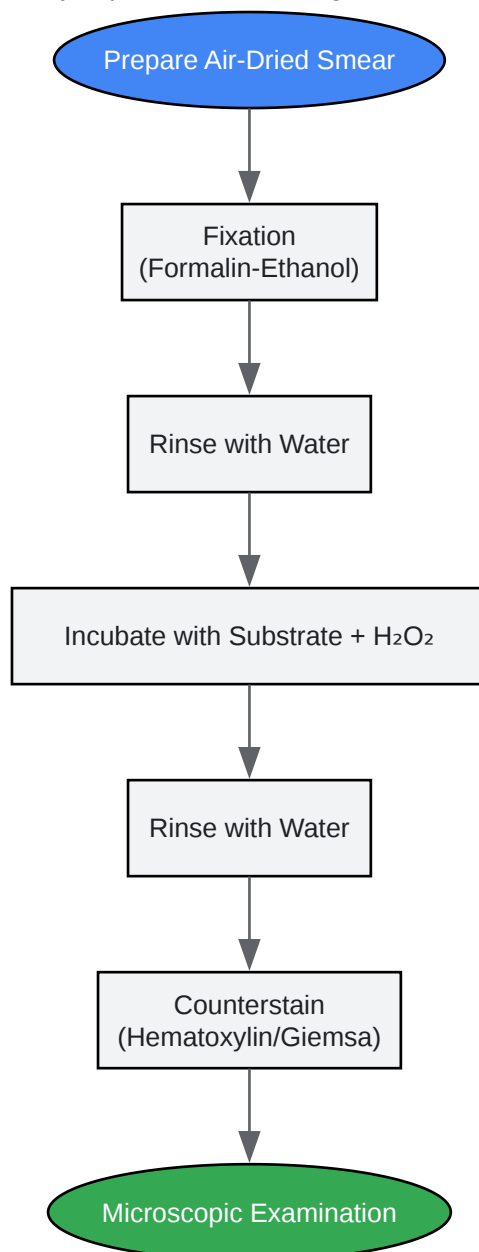 Prepare Air-Dried Smear
Fixation
(Formalin-Ethanol)
Rinse with Water
Incubate with Substrate + H₂O₂
Rinse with Water
Counterstain
(Hematoxylin/Giemsa)
Microscopic Examination